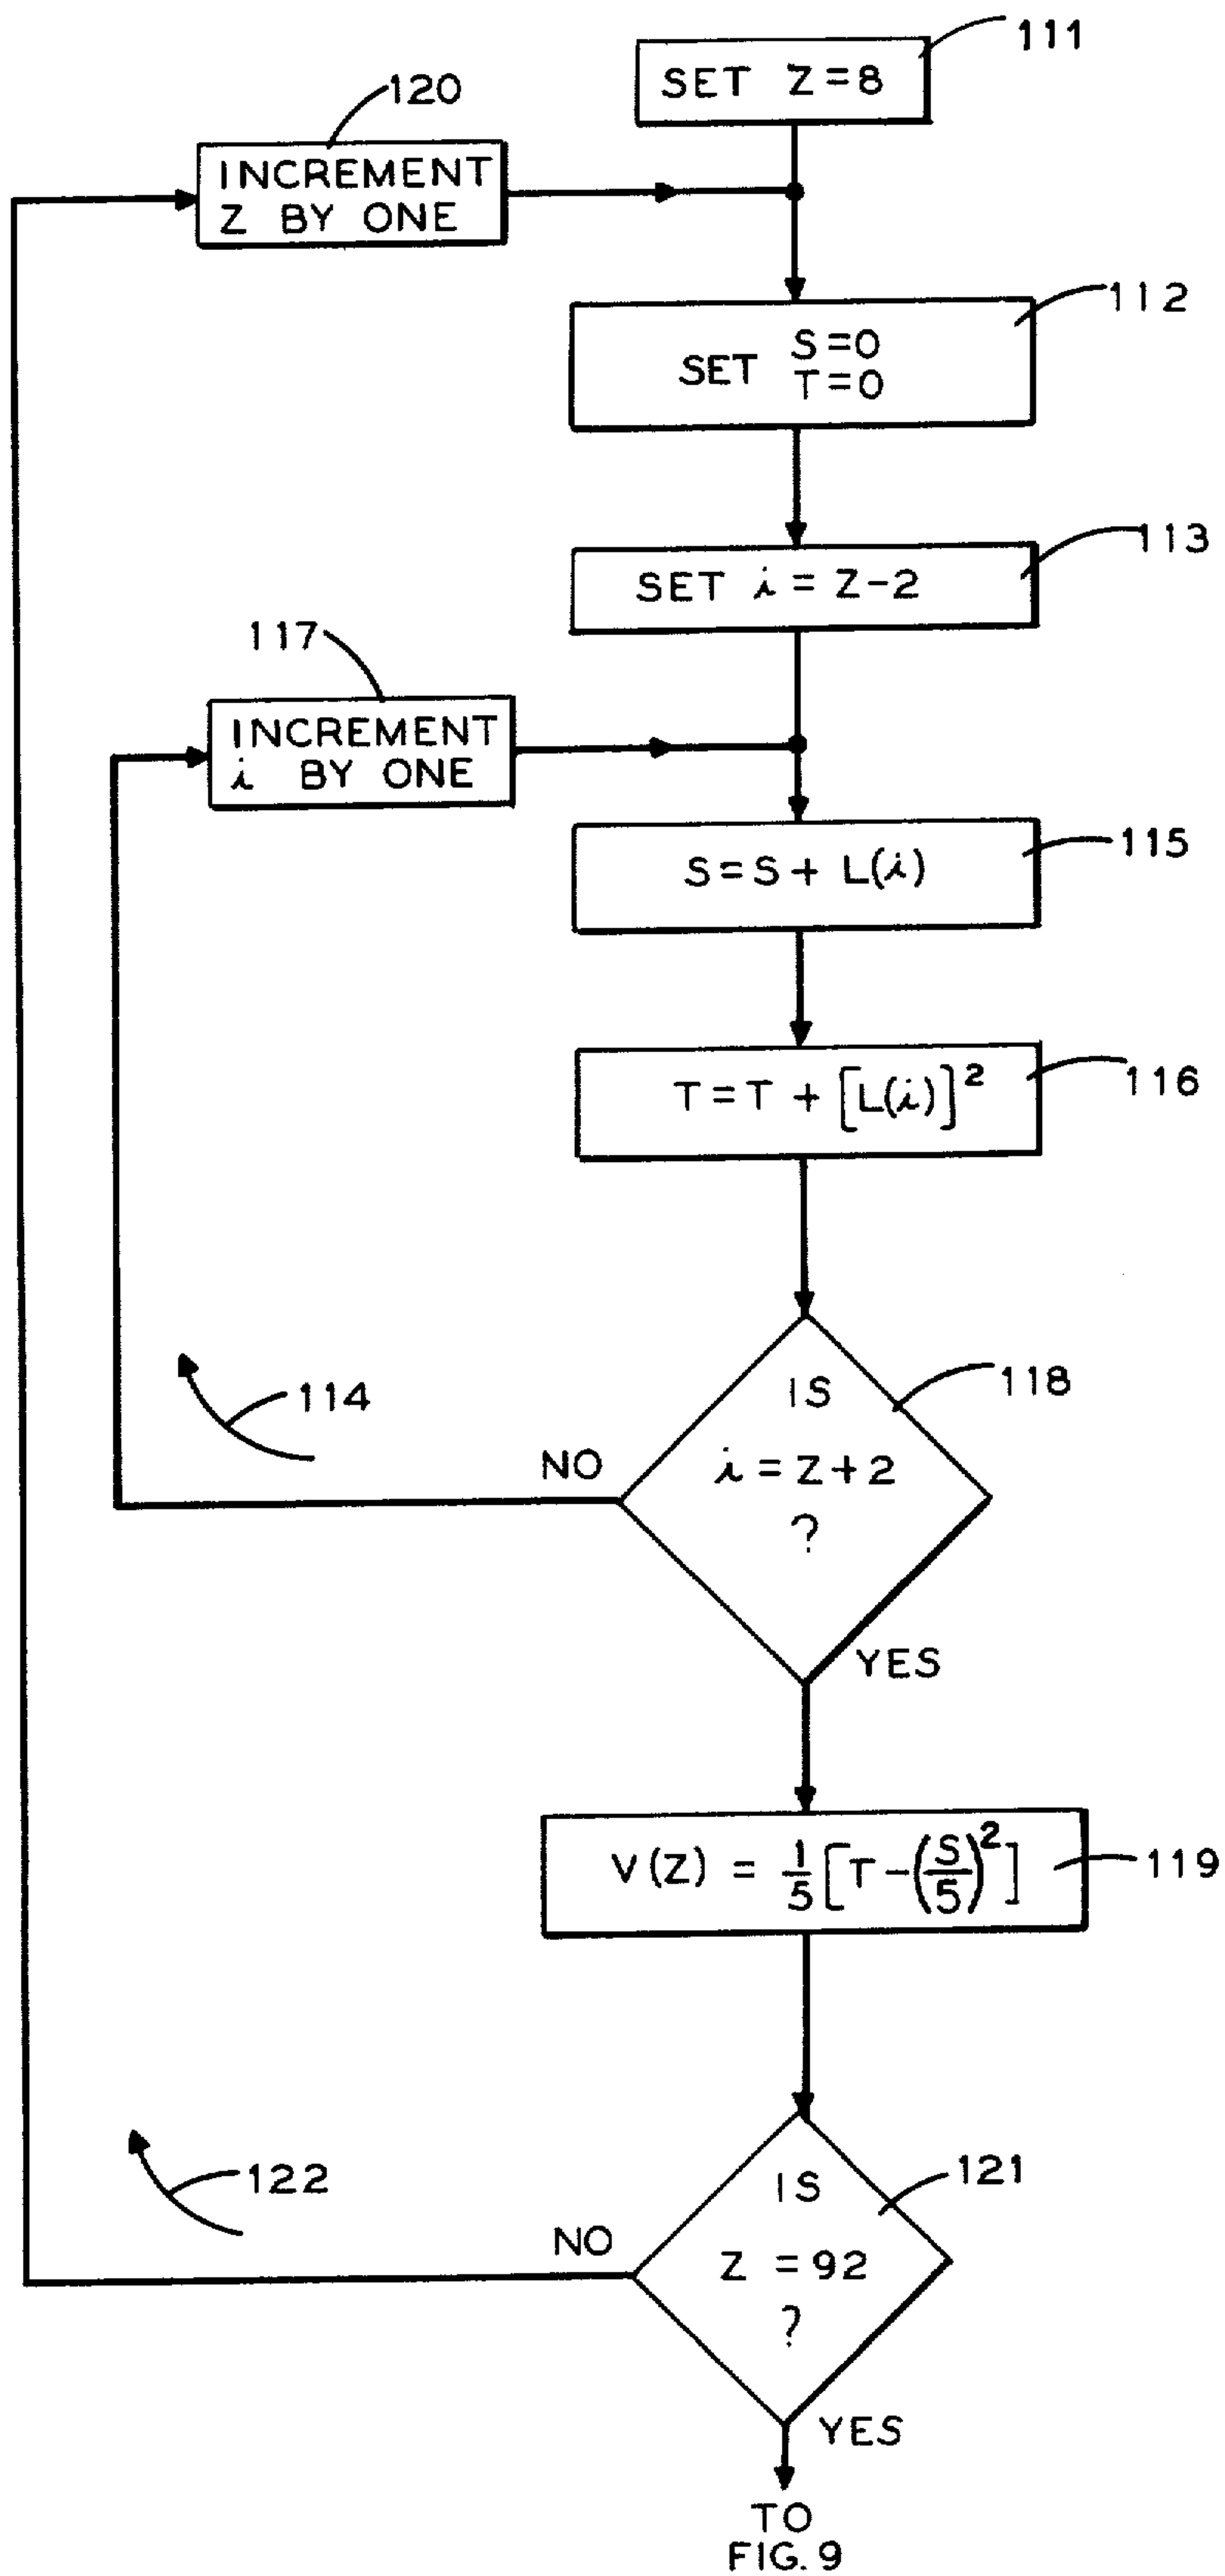 111
SET Z=8
120
INCREMENT
Z BY ONE
112
SET S=0
T=0
113
SET i = Z-2
117
INCREMENT
i BY ONE
115
S=S+ L(i)
116
T=T + [L(i)]²
118
IS
i = Z+2
?
114
NO
YES
119
V(Z) = 1/5 [T-(S/5)²]
121
IS
Z =92
?
122
NO
YES
TO
FIG. 9